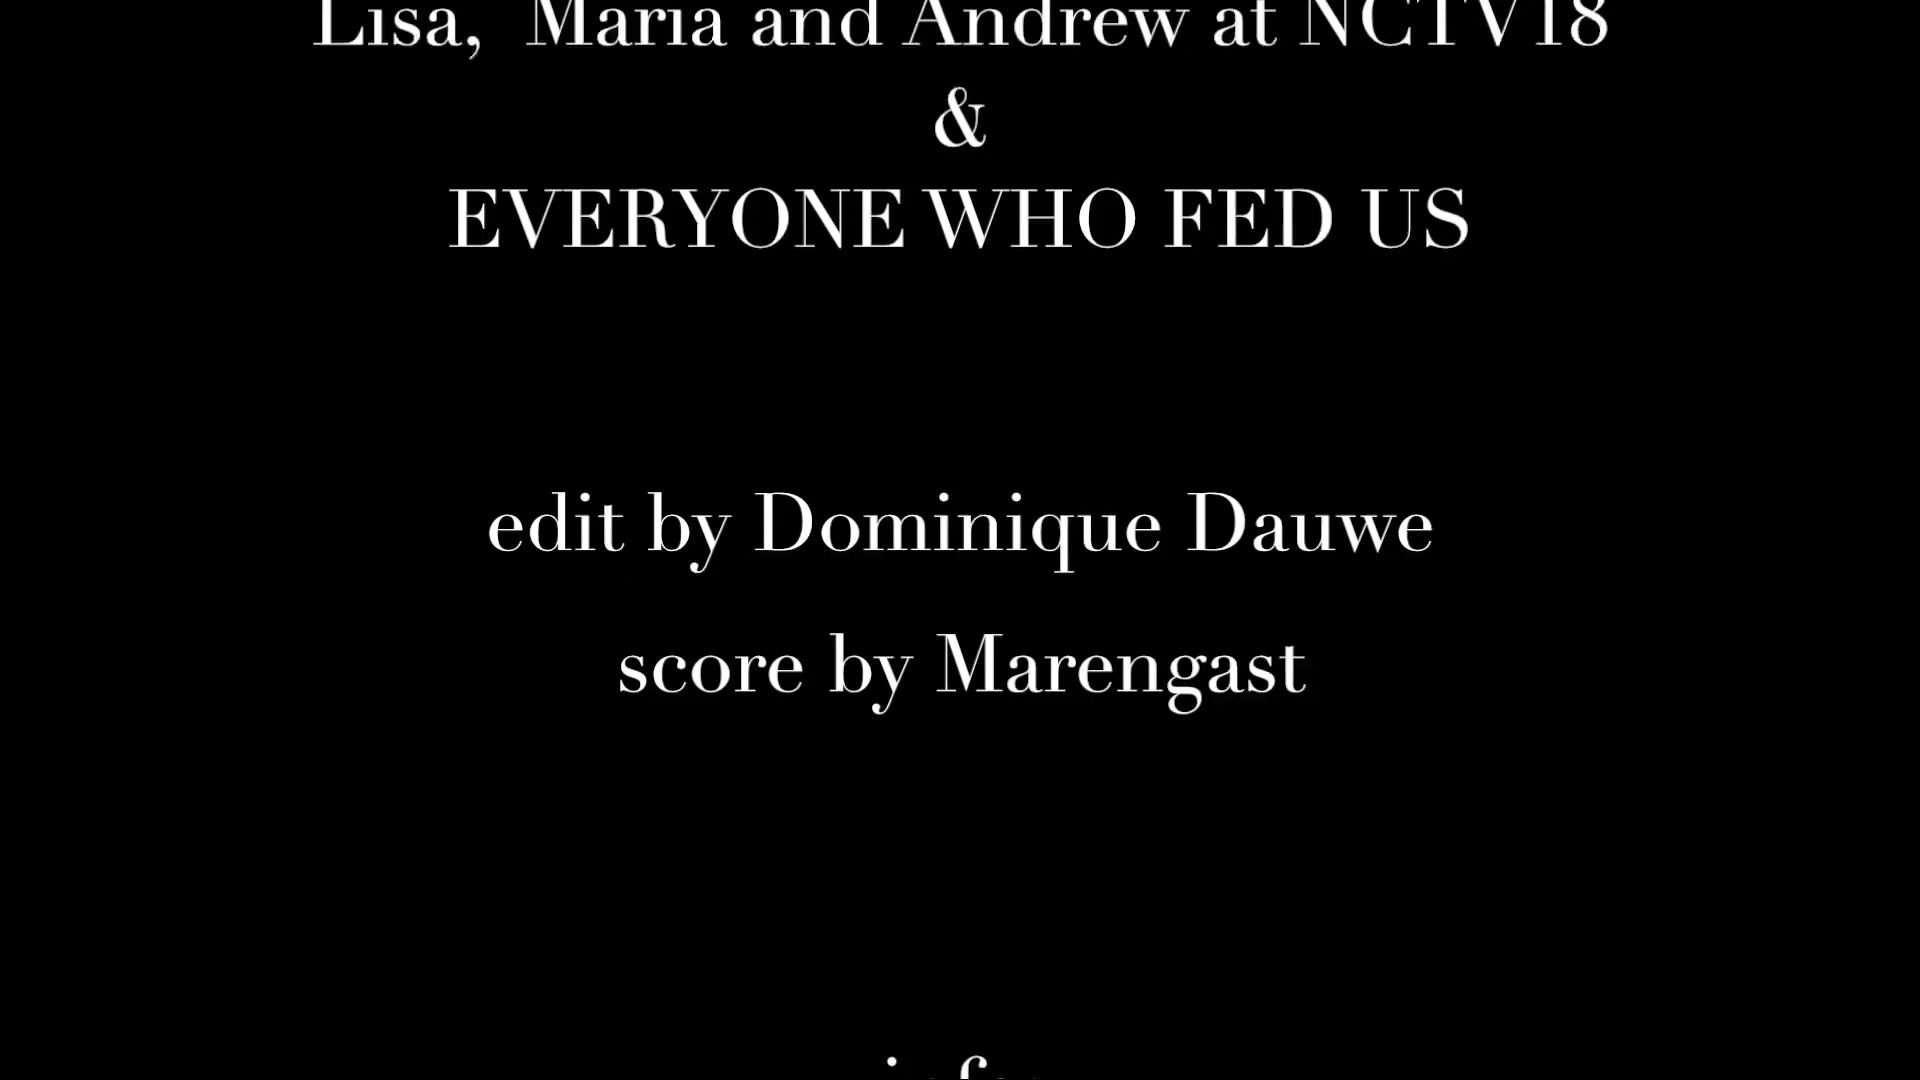 Lisa,  Maria and Andrew at NCTV18
&
EVERYONE WHO FED US
edit by Dominique Dauwe
score by Marengast